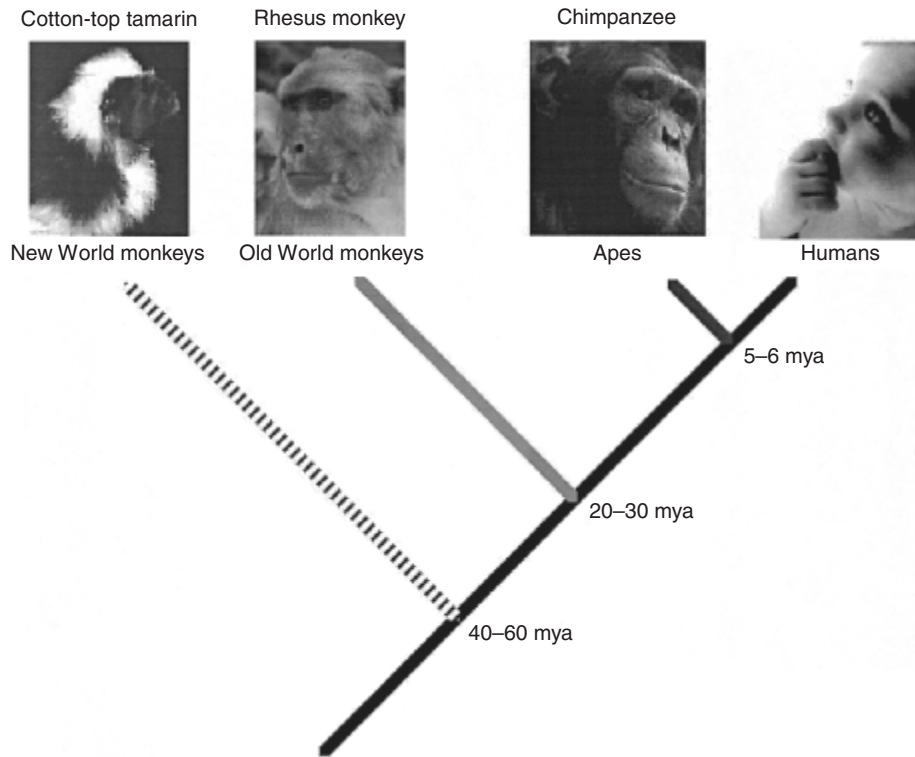 Cotton-top tamarin
Rhesus monkey
Chimpanzee
New World monkeys
Old World monkeys
Apes
Humans
5–6 mya
20–30 mya
40–60 mya